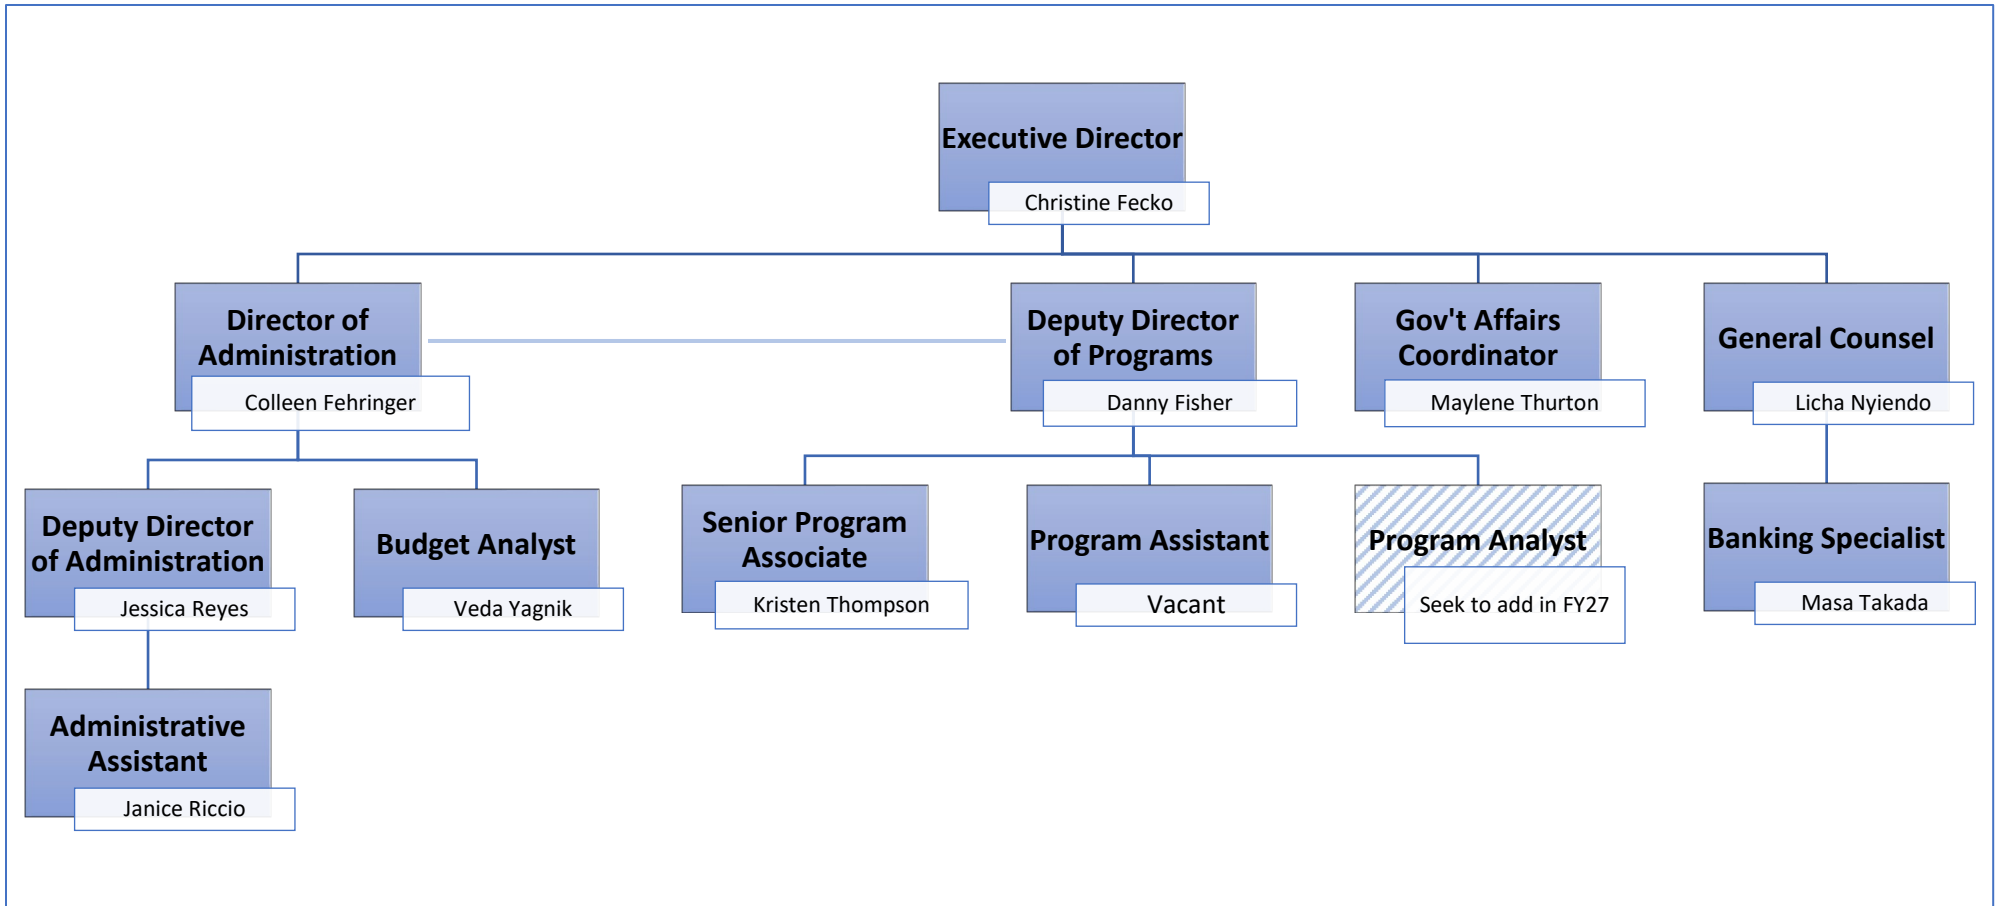 Executive Director
Christine Fecko
Director of
Administration
Colleen Fehringer
Deputy Director
of Programs
Danny Fisher
Gov't Affairs
Coordinator
Maylene Thurton
General Counsel
Licha Nyiendo
Deputy Director
of Administration
Jessica Reyes
Budget Analyst
Veda Yagnik
Senior Program
Associate
Kristen Thompson
Program Assistant
Vacant
Program Analyst
Seek to add in FY27
Banking Specialist
Masa Takada
Administrative
Assistant
Janice Riccio